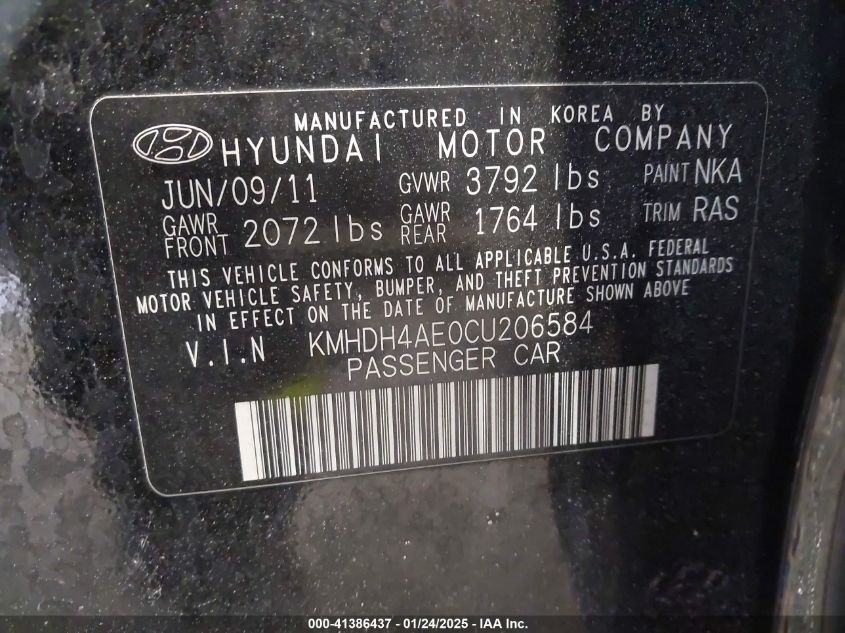 MANUFACTURED IN KOREA BY
HYUNDAI MOTOR COMPANY
JUN/09/11 GVWR 3792 lbs PAINT NKA
GAWR FRONT 2072 lbs GAWR REAR 1764 lbs TRIM RAS
THIS VEHICLE CONFORMS TO ALL APPLICABLE U.S.A. FEDERAL
MOTOR VEHICLE SAFETY, BUMPER, AND THEFT PREVENTION STANDARDS
IN EFFECT ON THE DATE OF MANUFACTURE SHOWN ABOVE
V.I.N KMHDH4AE0CU206584
PASSENGER CAR
000-41386437 - 01/24/2025 - IAA Inc.